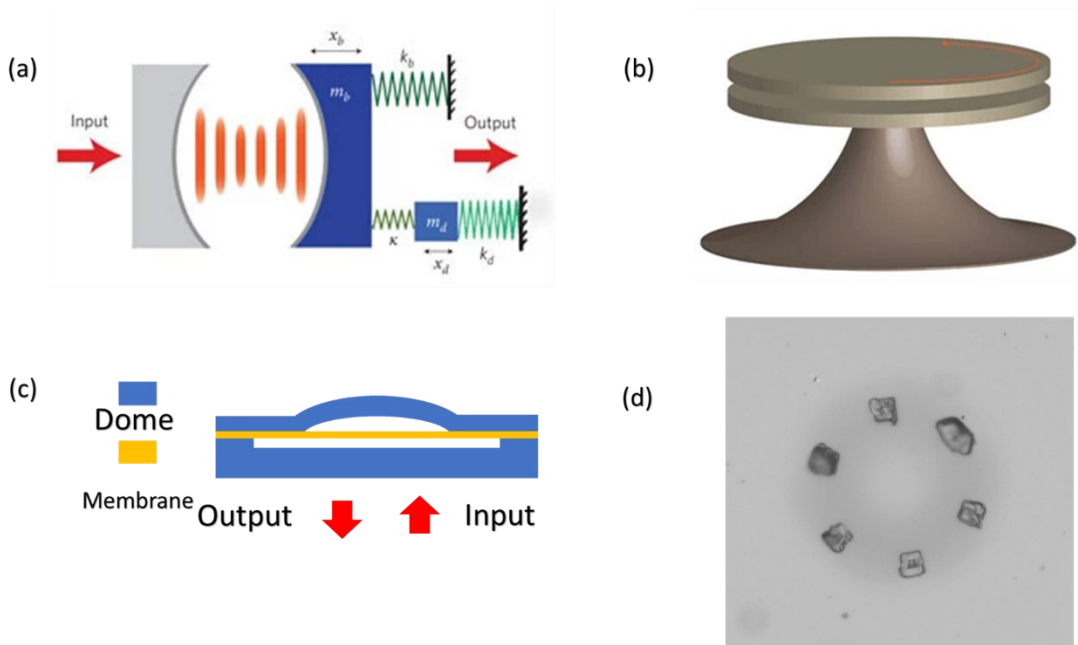 (a)
x_b
k_b
m_b
Input
Output
κ
m_d
x_d
k_d
(b)
(c)
Dome
Membrane
Output
Input
(d)